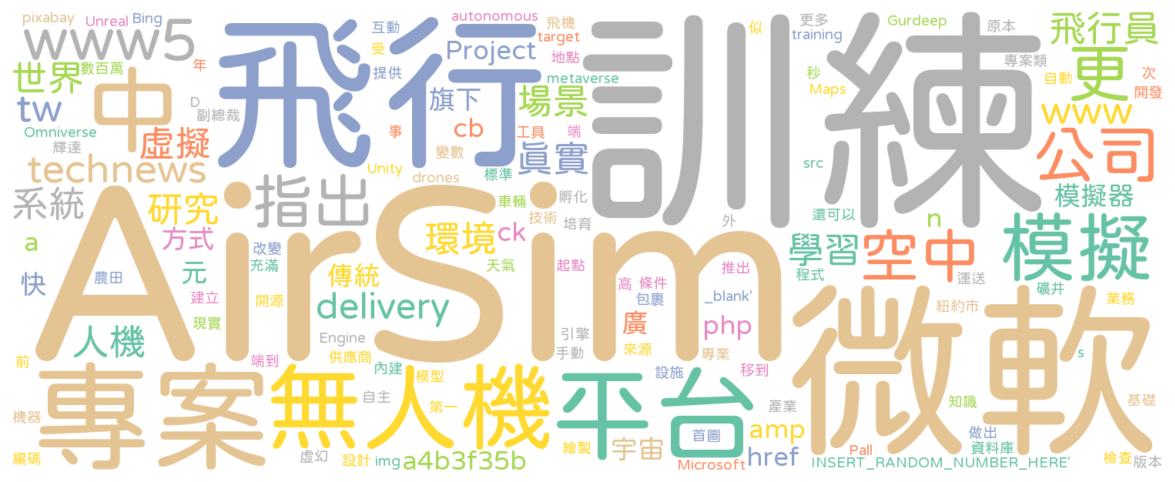 pixabay
Unreal
Bing
互動
autonomous
飛機
似
更多
Gurdeep
原本
飛行員
www5
飛行
受
target
training
訓練
更
世界
數百萬
年
Project
地點
提供
metaverse
專案類
自動
次
中
D
旗下
場景
秒
Maps
開發
tw
副總裁
www
Omniverse
輝達
虛擬
事
cb
工具
端
公司
technews
Unity
變數
標準
真實
src
drones
模擬器
系統
研究
指出
車輛
孵化
還可以
n
模擬
a
方式
環境
ck
技術
培育
外
學習
空中
AirSim
改變
充滿
天氣
起點
推出
程式
運送
快
農田
元
傳統
高
條件
包裹
_blank'
礦井
建立
開源
delivery
廣
php
微軟
紐約市
業務
人機
現實
Engine
引擎
手動
來源
s
前
端到
供應商
內建
專業
移到
專案
無人機
模型
平台
設施
自主
第一
產業
知識
基礎
機器
首圖
amp
做出
編碼
虛幻
設計
img
a4b3f35b
繪製
宇宙
Microsoft
href
Pall
資料庫
INSERT_RANDOM_NUMBER_HERE'
檢查
版本